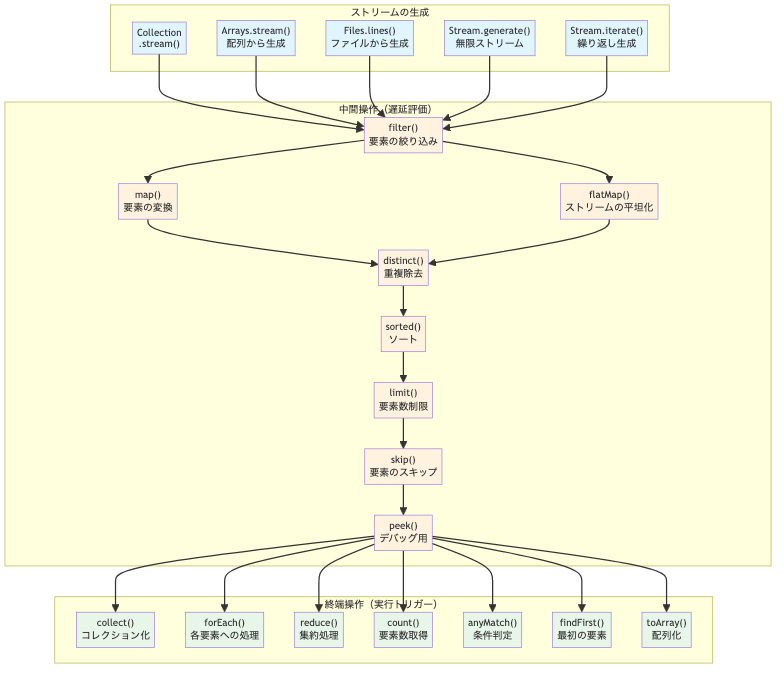 ストリームの生成
Collection
.stream()
Arrays.stream()
配列から生成
Files.lines()
ファイルから生成
Stream.generate()
無限ストリーム
Stream.iterate()
繰り返し生成
中間操作（遅延評価）
filter()
要素の絞り込み
map()
要素の変換
flatMap()
ストリームの平坦化
distinct()
重複除去
sorted()
ソート
limit()
要素数制限
skip()
要素のスキップ
peek()
デバッグ用
終端操作（実行トリガー）
collect()
コレクション化
forEach()
各要素への処理
reduce()
集約処理
count()
要素数取得
anyMatch()
条件判定
findFirst()
最初の要素
toArray()
配列化